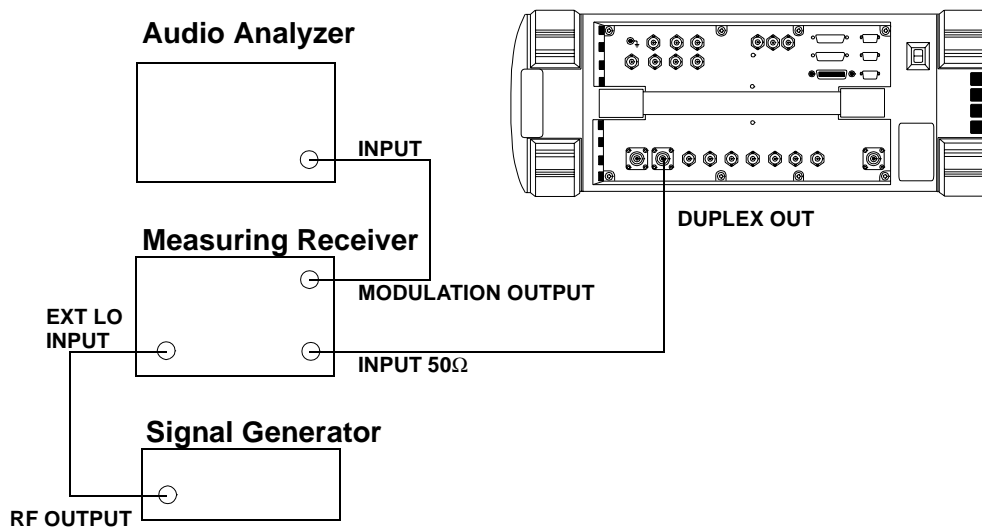 Audio Analyzer
INPUT
DUPLEX OUT
Measuring Receiver
MODULATION OUTPUT
EXT LO
INPUT
INPUT 50Ω
Signal Generator
RF OUTPUT